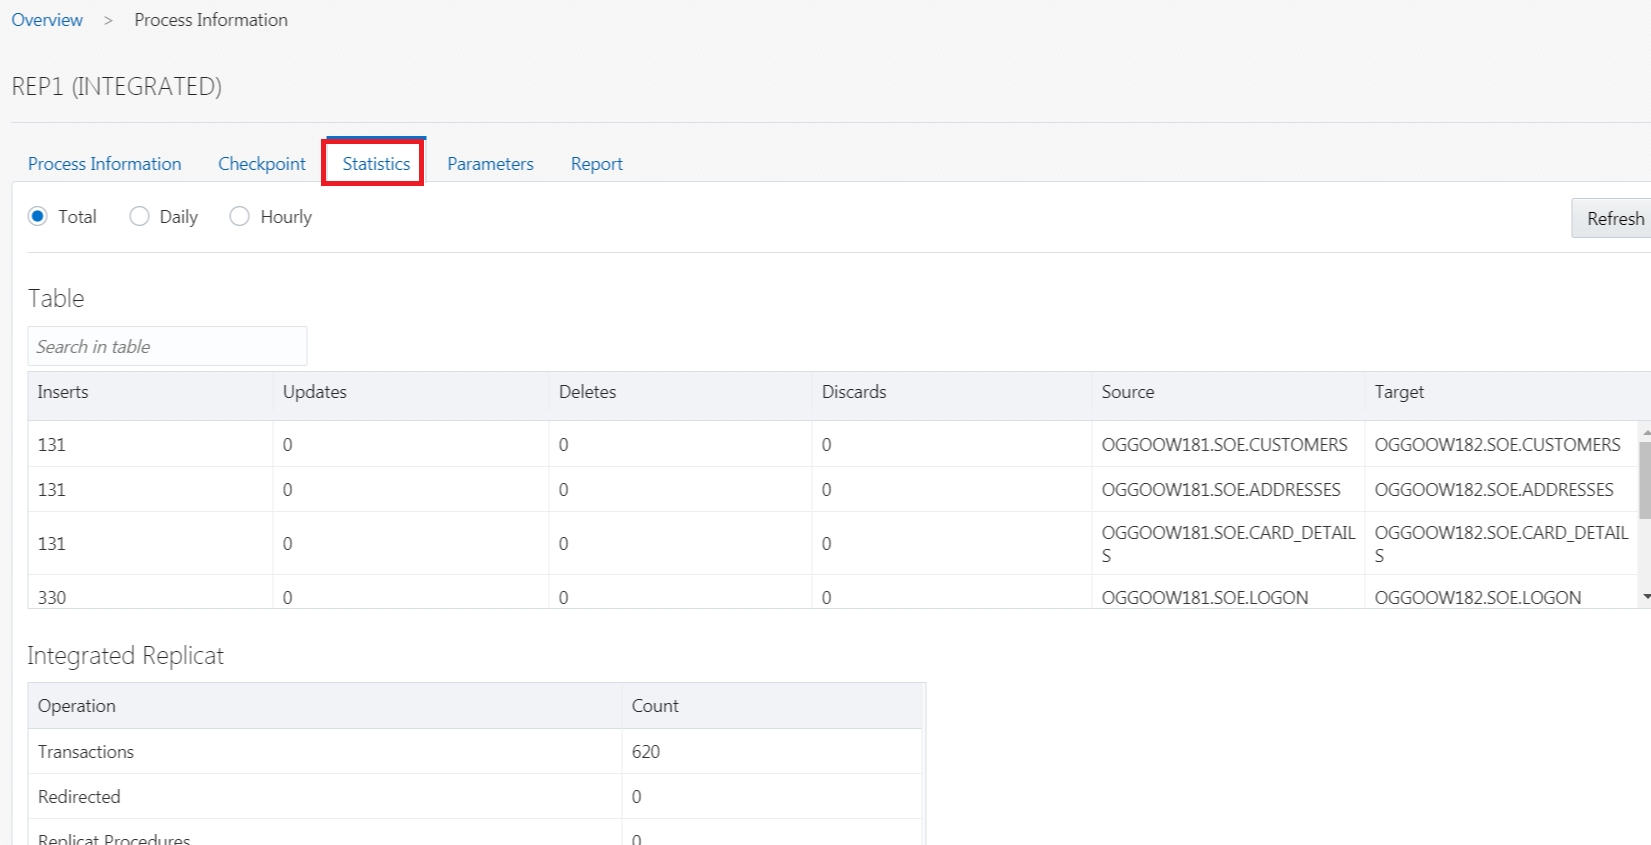 Overview > Process Information
REP1 (INTEGRATED)
Process Information Checkpoint Statistics Parameters Report
Total Daily Hourly
Refresh
Table
Search in table
Inserts Updates Deletes Discards Source Target
131 0 0 0 OGGOOW181.SOE.CUSTOMERS OGGOOW182.SOE.CUSTOMERS
131 0 0 0 OGGOOW181.SOE.ADDRESSES OGGOOW182.SOE.ADDRESSES
131 0 0 0 OGGOOW181.SOE.CARD_DETAIL OGGOOW182.SOE.CARD_DETAIL
S S
330 0 0 0 OGGOOW181.SOE.LOGON OGGOOW182.SOE.LOGON
Integrated Replicat
Operation Count
Transactions 620
Redirected 0
Replicat Procedures 0